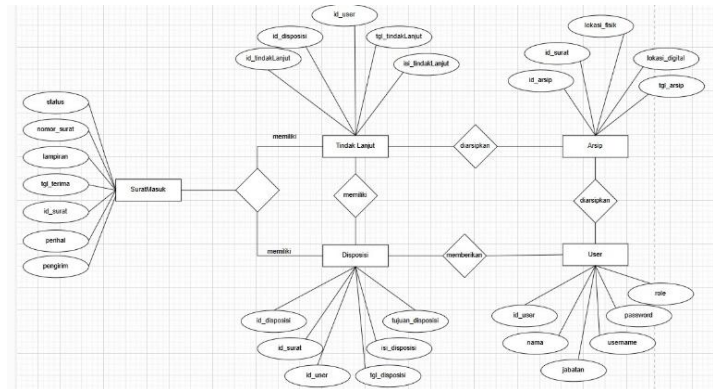 id_user
id_disposisi
tgl_tindakLanjut
id_tindakLanjut
isi_tindakLanjut
lokasi_fisik
id_surat
lokasi_digital
id_arsip
tgl_arsip
status
nomor_surat
lampiran
tgl_terima
id_surat
perihal
pengirim
SuratMasuk
memiliki
memiliki
Tindak Lanjut
diarsipkan
Arsip
memiliki
diarsipkan
Disposisi
memberikan
User
id_disposisi
tujuan_disposisi
id_surat
isi_disposisi
id_user
tgl_disposisi
role
id_user
password
nama
username
jabatan